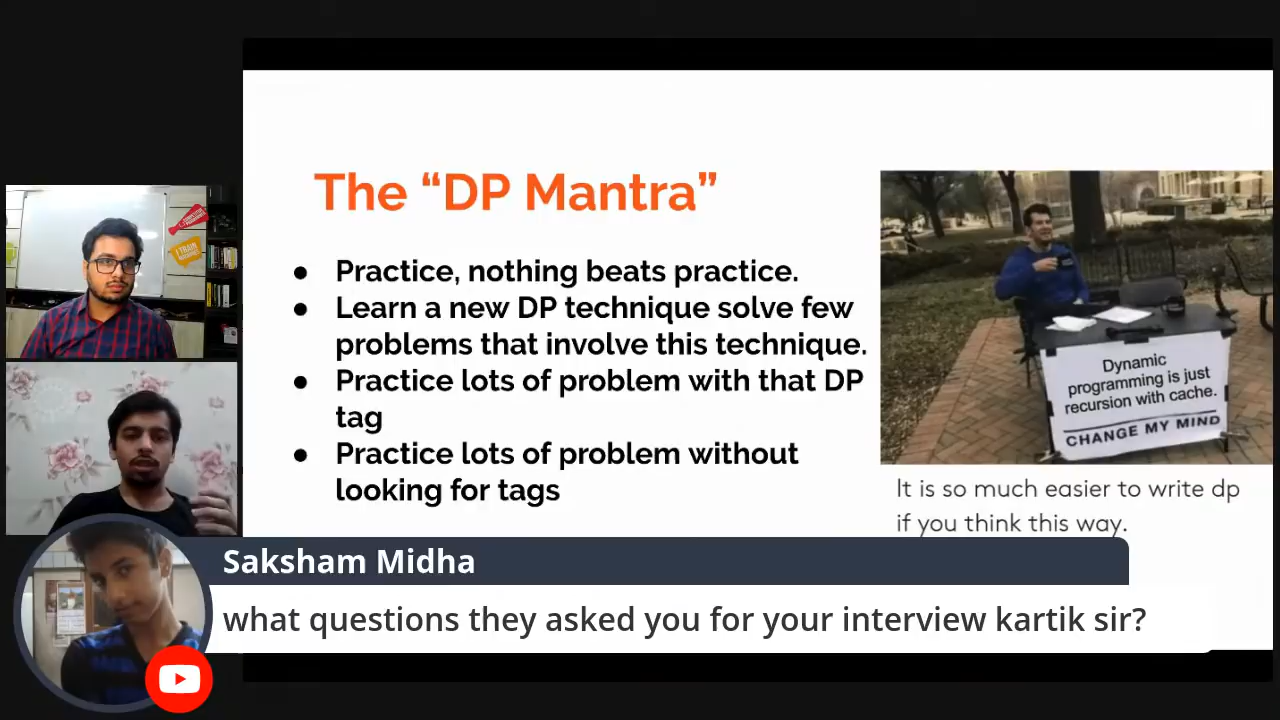 The “DP Mantra”
● Practice, nothing beats practice.
● Learn a new DP technique solve few
problems that involve this technique.
● Practice lots of problem with that DP
tag
● Practice lots of problem without
looking for tags
Dynamic
programming is just
recursion with cache.
CHANGE MY MIND
It is so much easier to write dp
if you think this way.
Saksham Midha
what questions they asked you for your interview kartik sir?